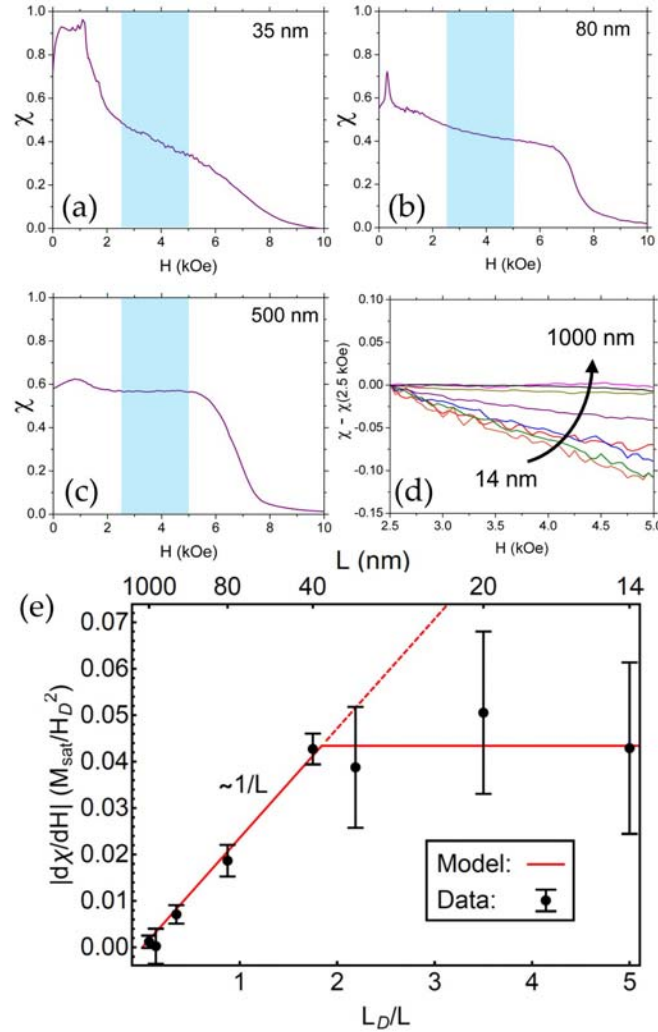 35 nm
1.0
0.8
0.6
0.4
0.2
0.0
χ
(a)
0 2 4 6 8 10
H (kOe)
80 nm
1.0
0.8
0.6
0.4
0.2
0.0
χ
(b)
0 2 4 6 8 10
H (kOe)
500 nm
1.0
0.8
0.6
0.4
0.2
0.0
χ
(c)
0 2 4 6 8 10
H (kOe)
0.10
0.05
0.00
-0.05
-0.10
-0.15
χ - χ(2.5 kOe)
1000 nm
14 nm
(d)
2.5 3.0 3.5 4.0 4.5 5.0
H (kOe)
(e)
L (nm)
1000 80 40 20 14
0.07
0.06
0.05
0.04
0.03
0.02
0.01
0.00
|dχ/dH| (M_sat/H_D^2)
~1/L
Model:
Data:
1 2 3 4 5
L_D/L